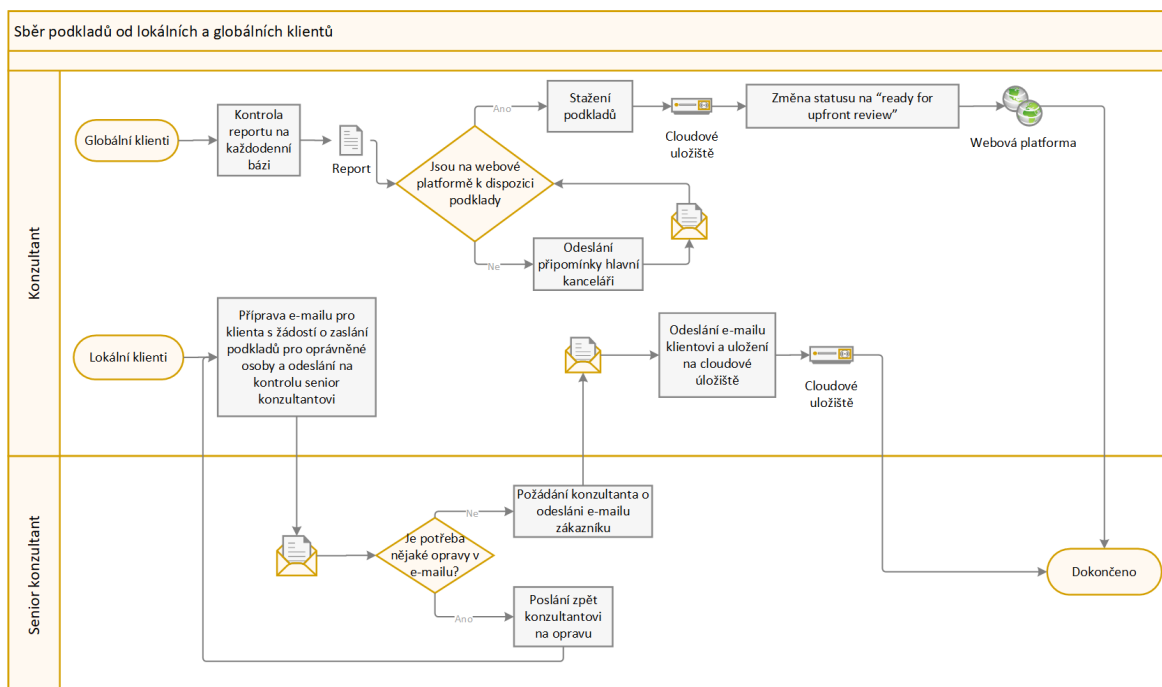 Sběr podkladů od lokálních a globálních klientů
Konzultant
Globální klienti
Kontrola
reportu na
každodenní
bázi
Report
Jsou na webové
platformě k dispozici
podklady
Ano
Stažení
podkladů
Cloudové
uložiště
Změna statusu na “ready for
upfront review”
Webová platforma
Ne
Odeslání
připomínky hlavní
kanceláři
Lokální klienti
Příprava e-mailu pro
klienta s žádostí o zaslání
podkladů pro oprávněné
osoby a odeslání na
kontrolu senior
konzultantovi
Odeslání e-mailu
klientovi a uložení
na cloudové
úložiště
Cloudové
uložiště
Senior konzultant
Je potřeba
nějaké opravy v
e-mailu?
Ne
Požádání konzultanta o
odesláni e-mailu
zákazníku
Ano
Poslání zpět
konzultantovi
na opravu
Dokončeno